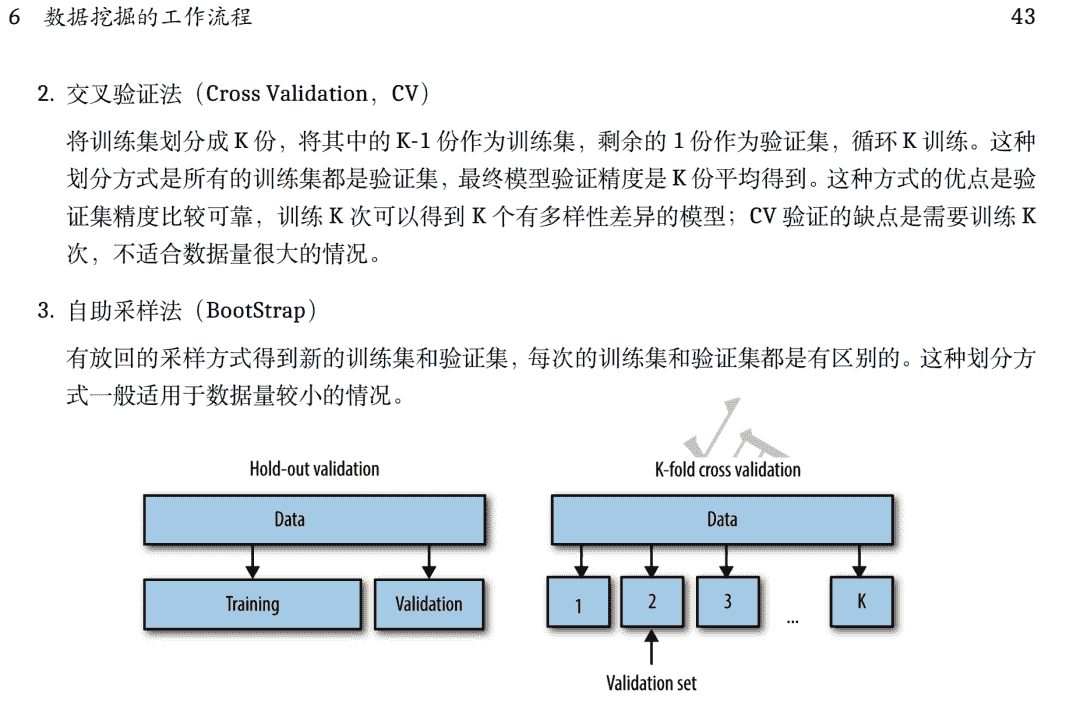 6 数据挖掘的工作流程 43
2. 交叉验证法（Cross Validation，CV）
将训练集划分成 K 份，将其中的 K-1 份作为训练集，剩余的 1 份作为验证集，循环 K 训练。这种
划分方式是所有的训练集都是验证集，最终模型验证精度是 K 份平均得到。这种方式的优点是验
证集精度比较可靠，训练 K 次可以得到 K 个有多样性差异的模型；CV 验证的缺点是需要训练 K
次，不适合数据量很大的情况。
3. 自助采样法（BootStrap）
有放回的采样方式得到新的训练集和验证集，每次的训练集和验证集都是有区别的。这种划分方
式一般适用于数据量较小的情况。
Hold-out validation
Data
Training
Validation
K-fold cross validation
Data
1
2
3
...
K
Validation set